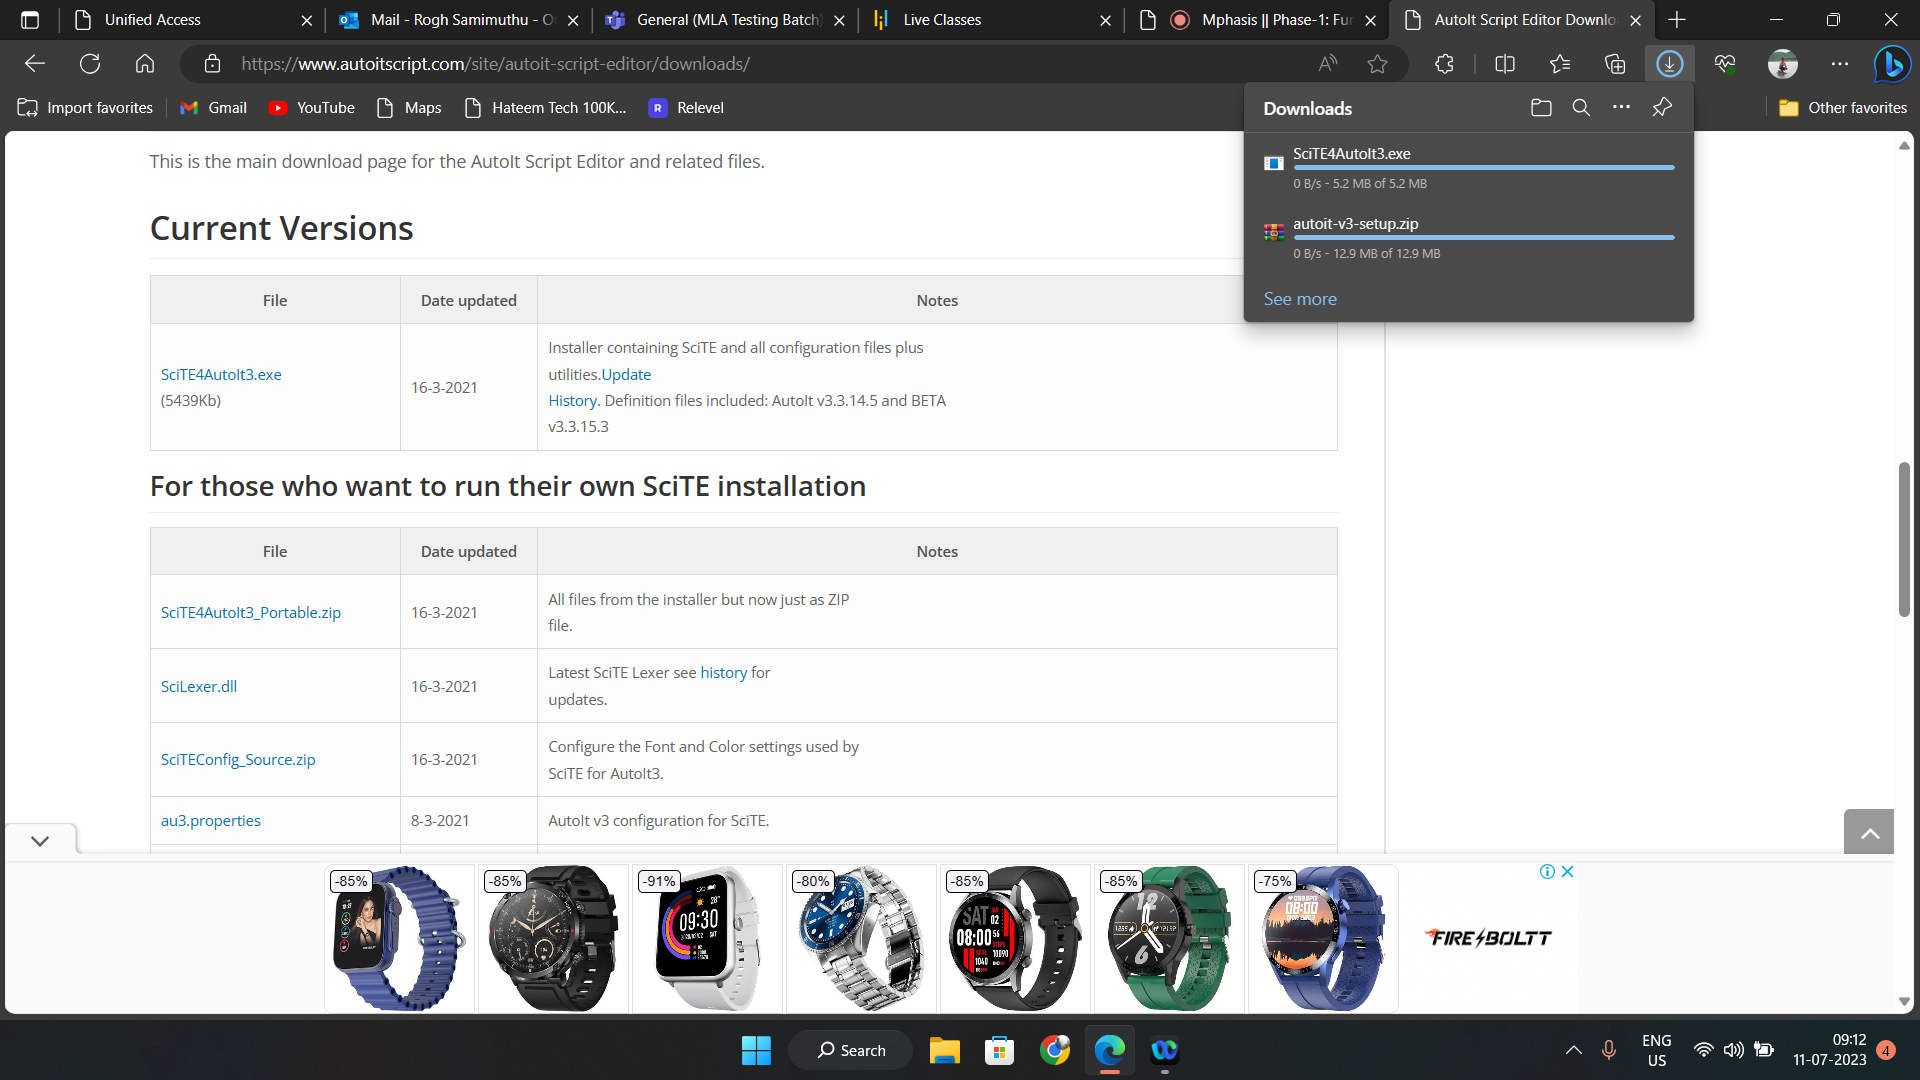 Unified Access
Mail - Rogh Samimuthu - O
General (MLA Testing Batch)
Live Classes
Mphasis || Phase-1: Fur
AutoIt Script Editor Downlo
https://www.autoitscript.com/site/autoit-script-editor/downloads/
Import favorites
Gmail
YouTube
Maps
Hateem Tech 100K...
Relevel
Other favorites
Downloads
SciTE4AutoIt3.exe
0 B/s - 5.2 MB of 5.2 MB
autoit-v3-setup.zip
0 B/s - 12.9 MB of 12.9 MB
See more
This is the main download page for the AutoIt Script Editor and related files.
Current Versions
File
Date updated
Notes
SciTE4AutoIt3.exe
(5439Kb)
16-3-2021
Installer containing SciTE and all configuration files plus
utilities.Update
History. Definition files included: AutoIt v3.3.14.5 and BETA
v3.3.15.3
For those who want to run their own SciTE installation
File
Date updated
Notes
SciTE4AutoIt3_Portable.zip
16-3-2021
All files from the installer but now just as ZIP
file.
SciLexer.dll
16-3-2021
Latest SciTE Lexer see history for
updates.
SciTEConfig_Source.zip
16-3-2021
Configure the Font and Color settings used by
SciTE for AutoIt3.
au3.properties
8-3-2021
AutoIt v3 configuration for SciTE.
-85%
-85%
-91%
-80%
-85%
-85%
-75%
09:30
SAT 02
08:00
1040
10090
6
08:00
FIRE BOLTT
Search
ENG
US
09:12
11-07-2023
4